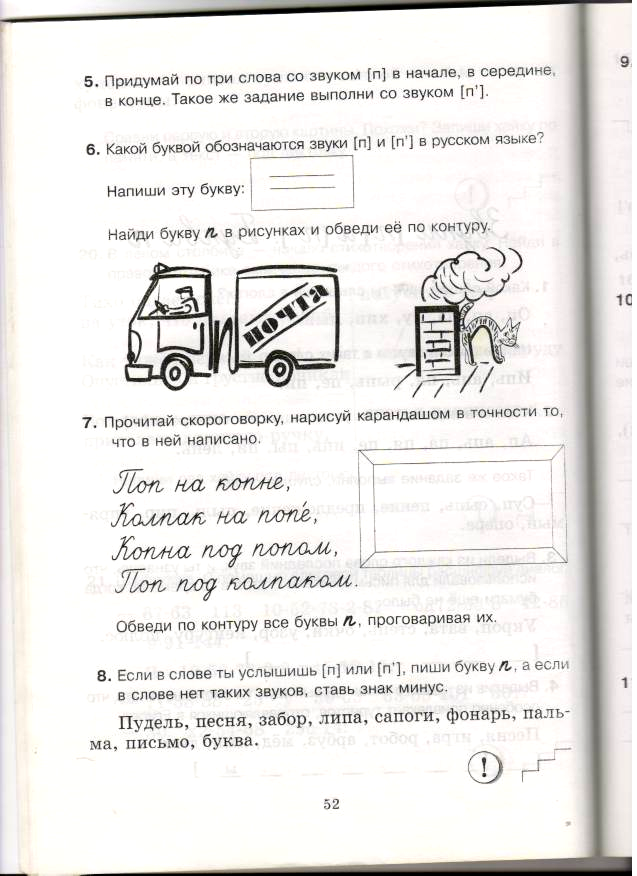 5. Придумай по три слова со звуком [п] в начале, в середине,
в конце. Такое же задание выполни со звуком [п'].
6. Какой буквой обозначаются звуки [п] и [п'] в русском языке?
Напиши эту букву:
Найди букву п в рисунках и обведи её по контуру.
ПОЧТА
7. Прочитай скороговорку, нарисуй карандашом в точности то,
что в ней написано.
Поп на копне,
Колпак на попе́,
Копна под попом,
Поп под колпаком.
Обведи по контуру все буквы п, проговаривая их.
8. Если в слове ты услышишь [п] или [п'], пиши букву п, а если
в слове нет таких звуков, ставь знак минус.
Пудель, песня, забор, липа, сапоги, фонарь, паль-
ма, письмо, буква.
!
52
9.
10